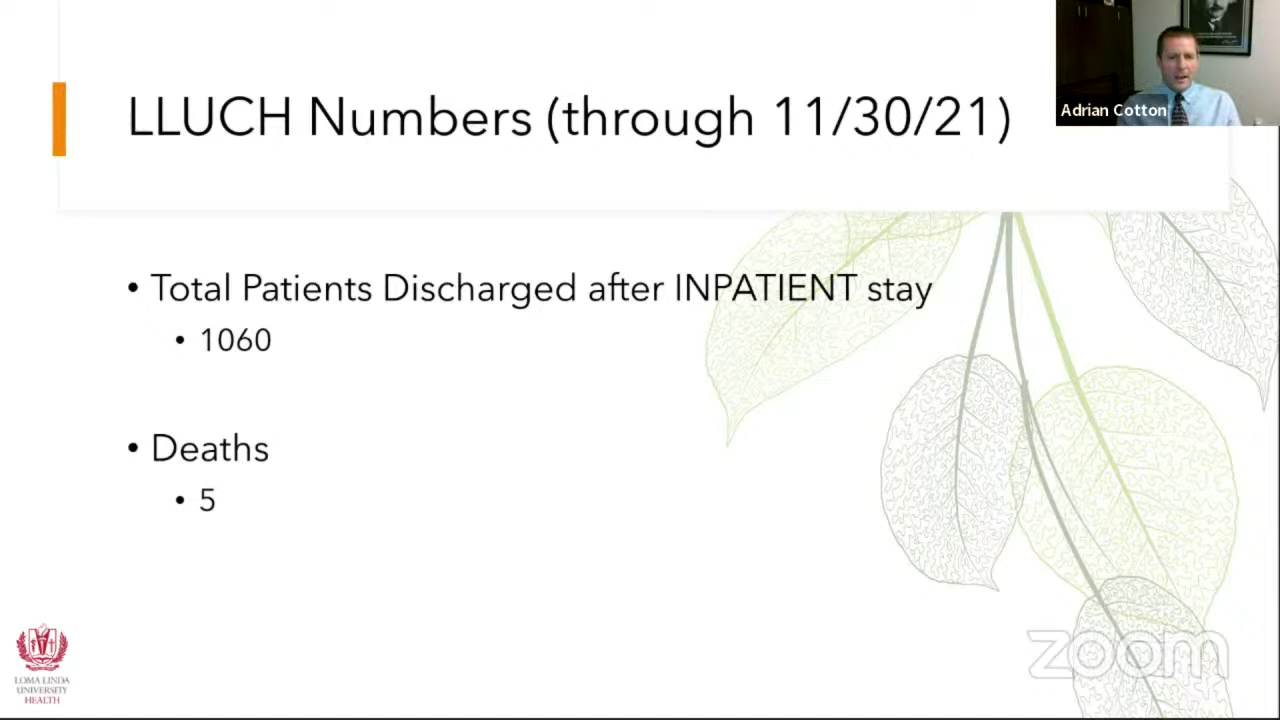 LLUCH Numbers (through 11/30/21)
Adrian Cotton
• Total Patients Discharged after INPATIENT stay
• 1060
• Deaths
• 5
LOMA LINDA
UNIVERSITY
HEALTH
zoom